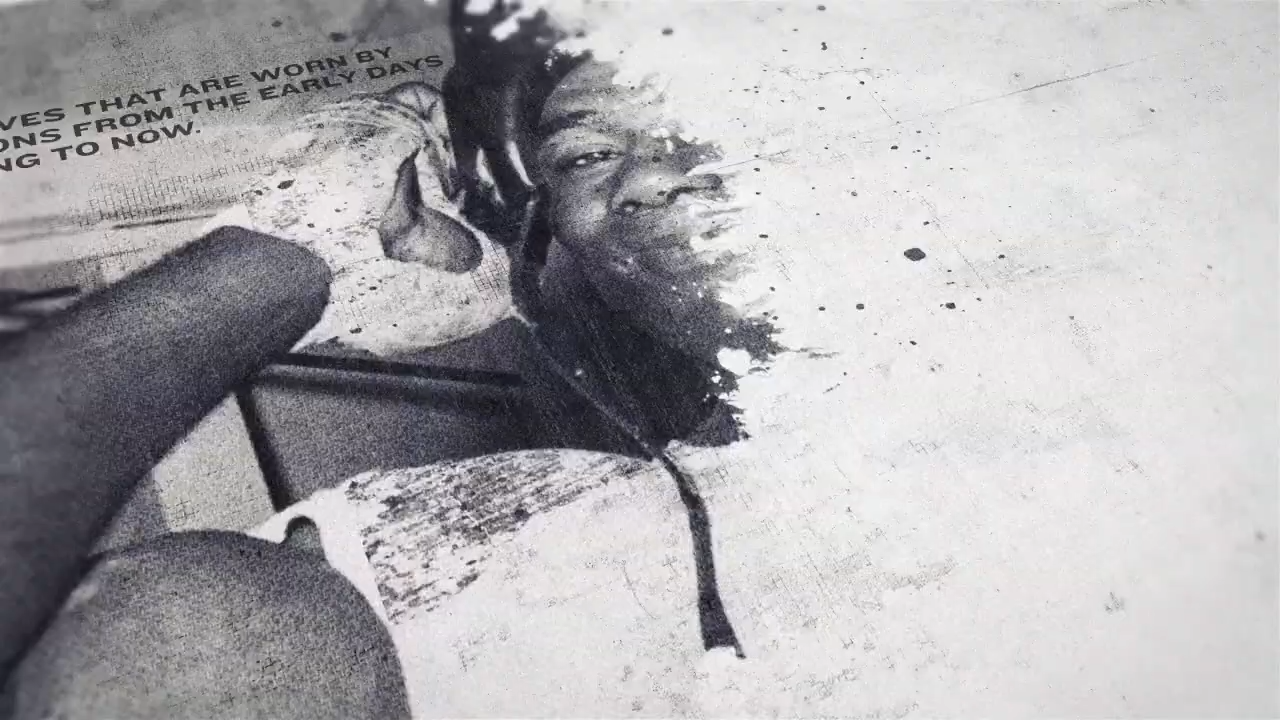 VES THAT ARE WORN BY
ONS FROM THE EARLY DAYS
NG TO NOW.